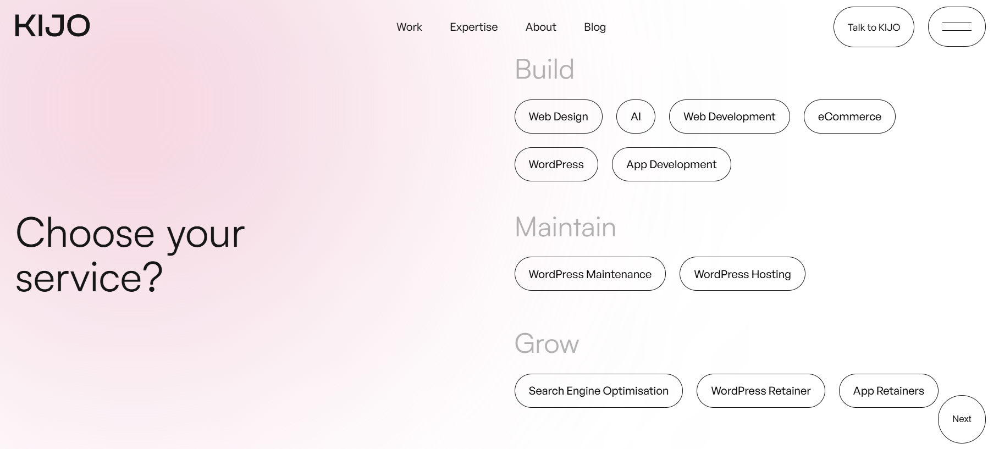 KIJO
Work Expertise About Blog
Talk to KIJO
Build
Web Design AI Web Development eCommerce
WordPress App Development
Choose your
service?
Maintain
WordPress Maintenance WordPress Hosting
Grow
Search Engine Optimisation WordPress Retainer App Retainers
Next